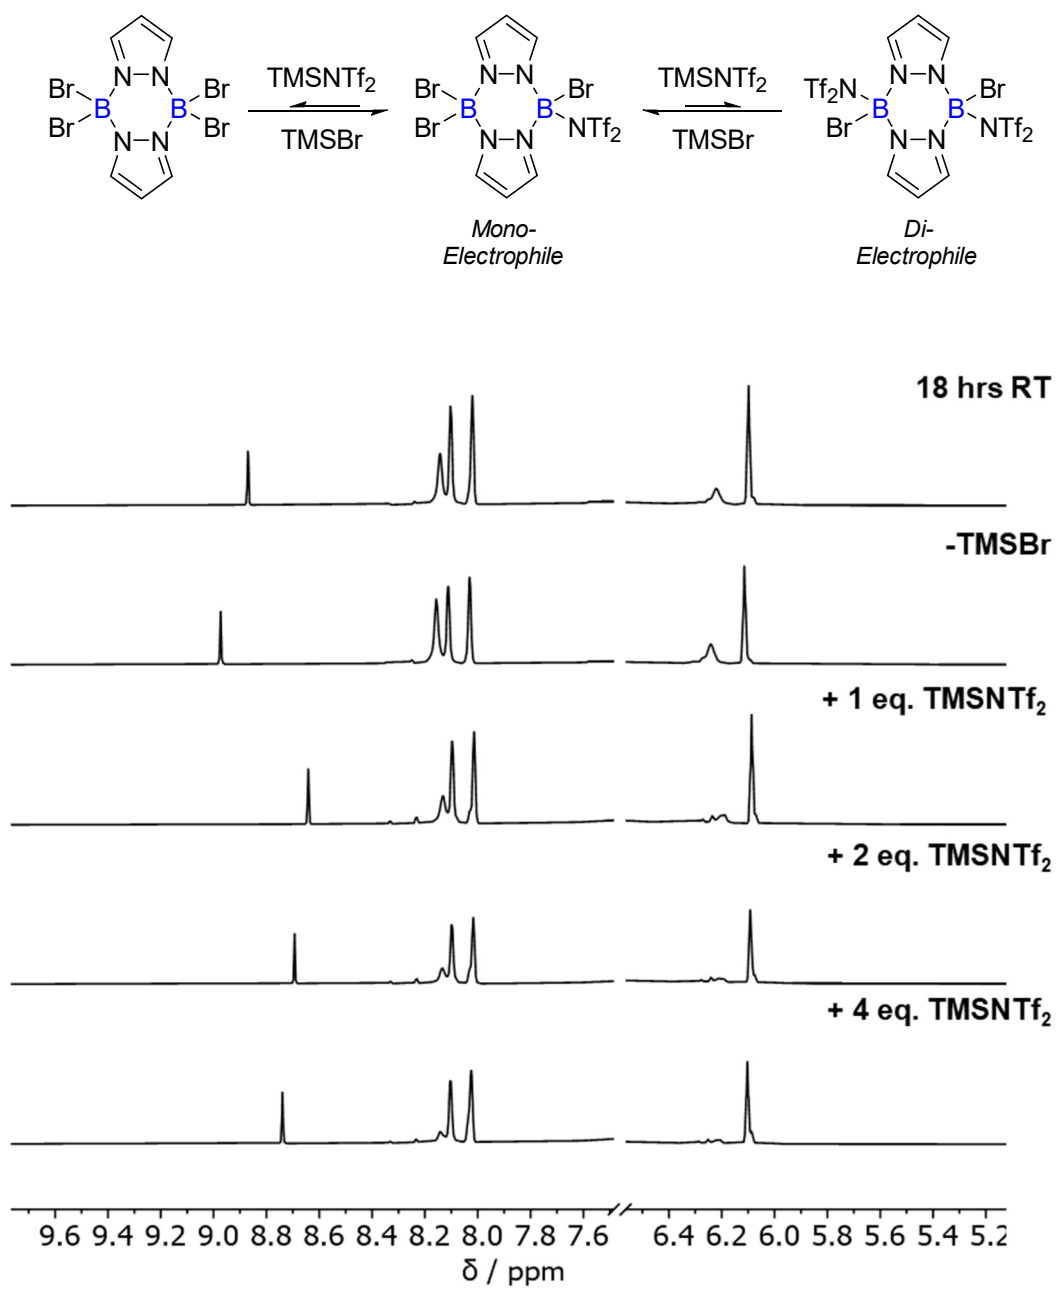 N N N
TMSNTf2 N N TMSNTf2 N N
Br Br Br Br Tf2N Br
B B B B B B
Br Br Br NTf2 Br NTf2
TMSBr TMSBr
N N N N N N
Mono- Di-
Electrophile Electrophile
18 hrs RT
-TMSBr
+ 1 eq. TMSNTf2
+ 2 eq. TMSNTf2
+ 4 eq. TMSNTf2
9.6 9.4 9.2 9.0 8.8 8.6 8.4 8.2 8.0 7.8 7.6 6.4 6.2 6.0 5.8 5.6 5.4 5.2
δ / ppm